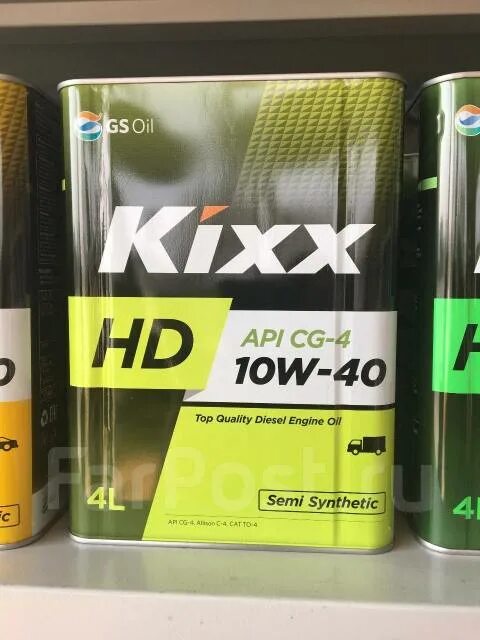 GS Oil
Kixx
HD
API CG-4
10W-40
Top Quality Diesel Engine Oil
4L
Semi Synthetic
API CG-4, Allison C-4, CAT TO-4
FarPost.ru